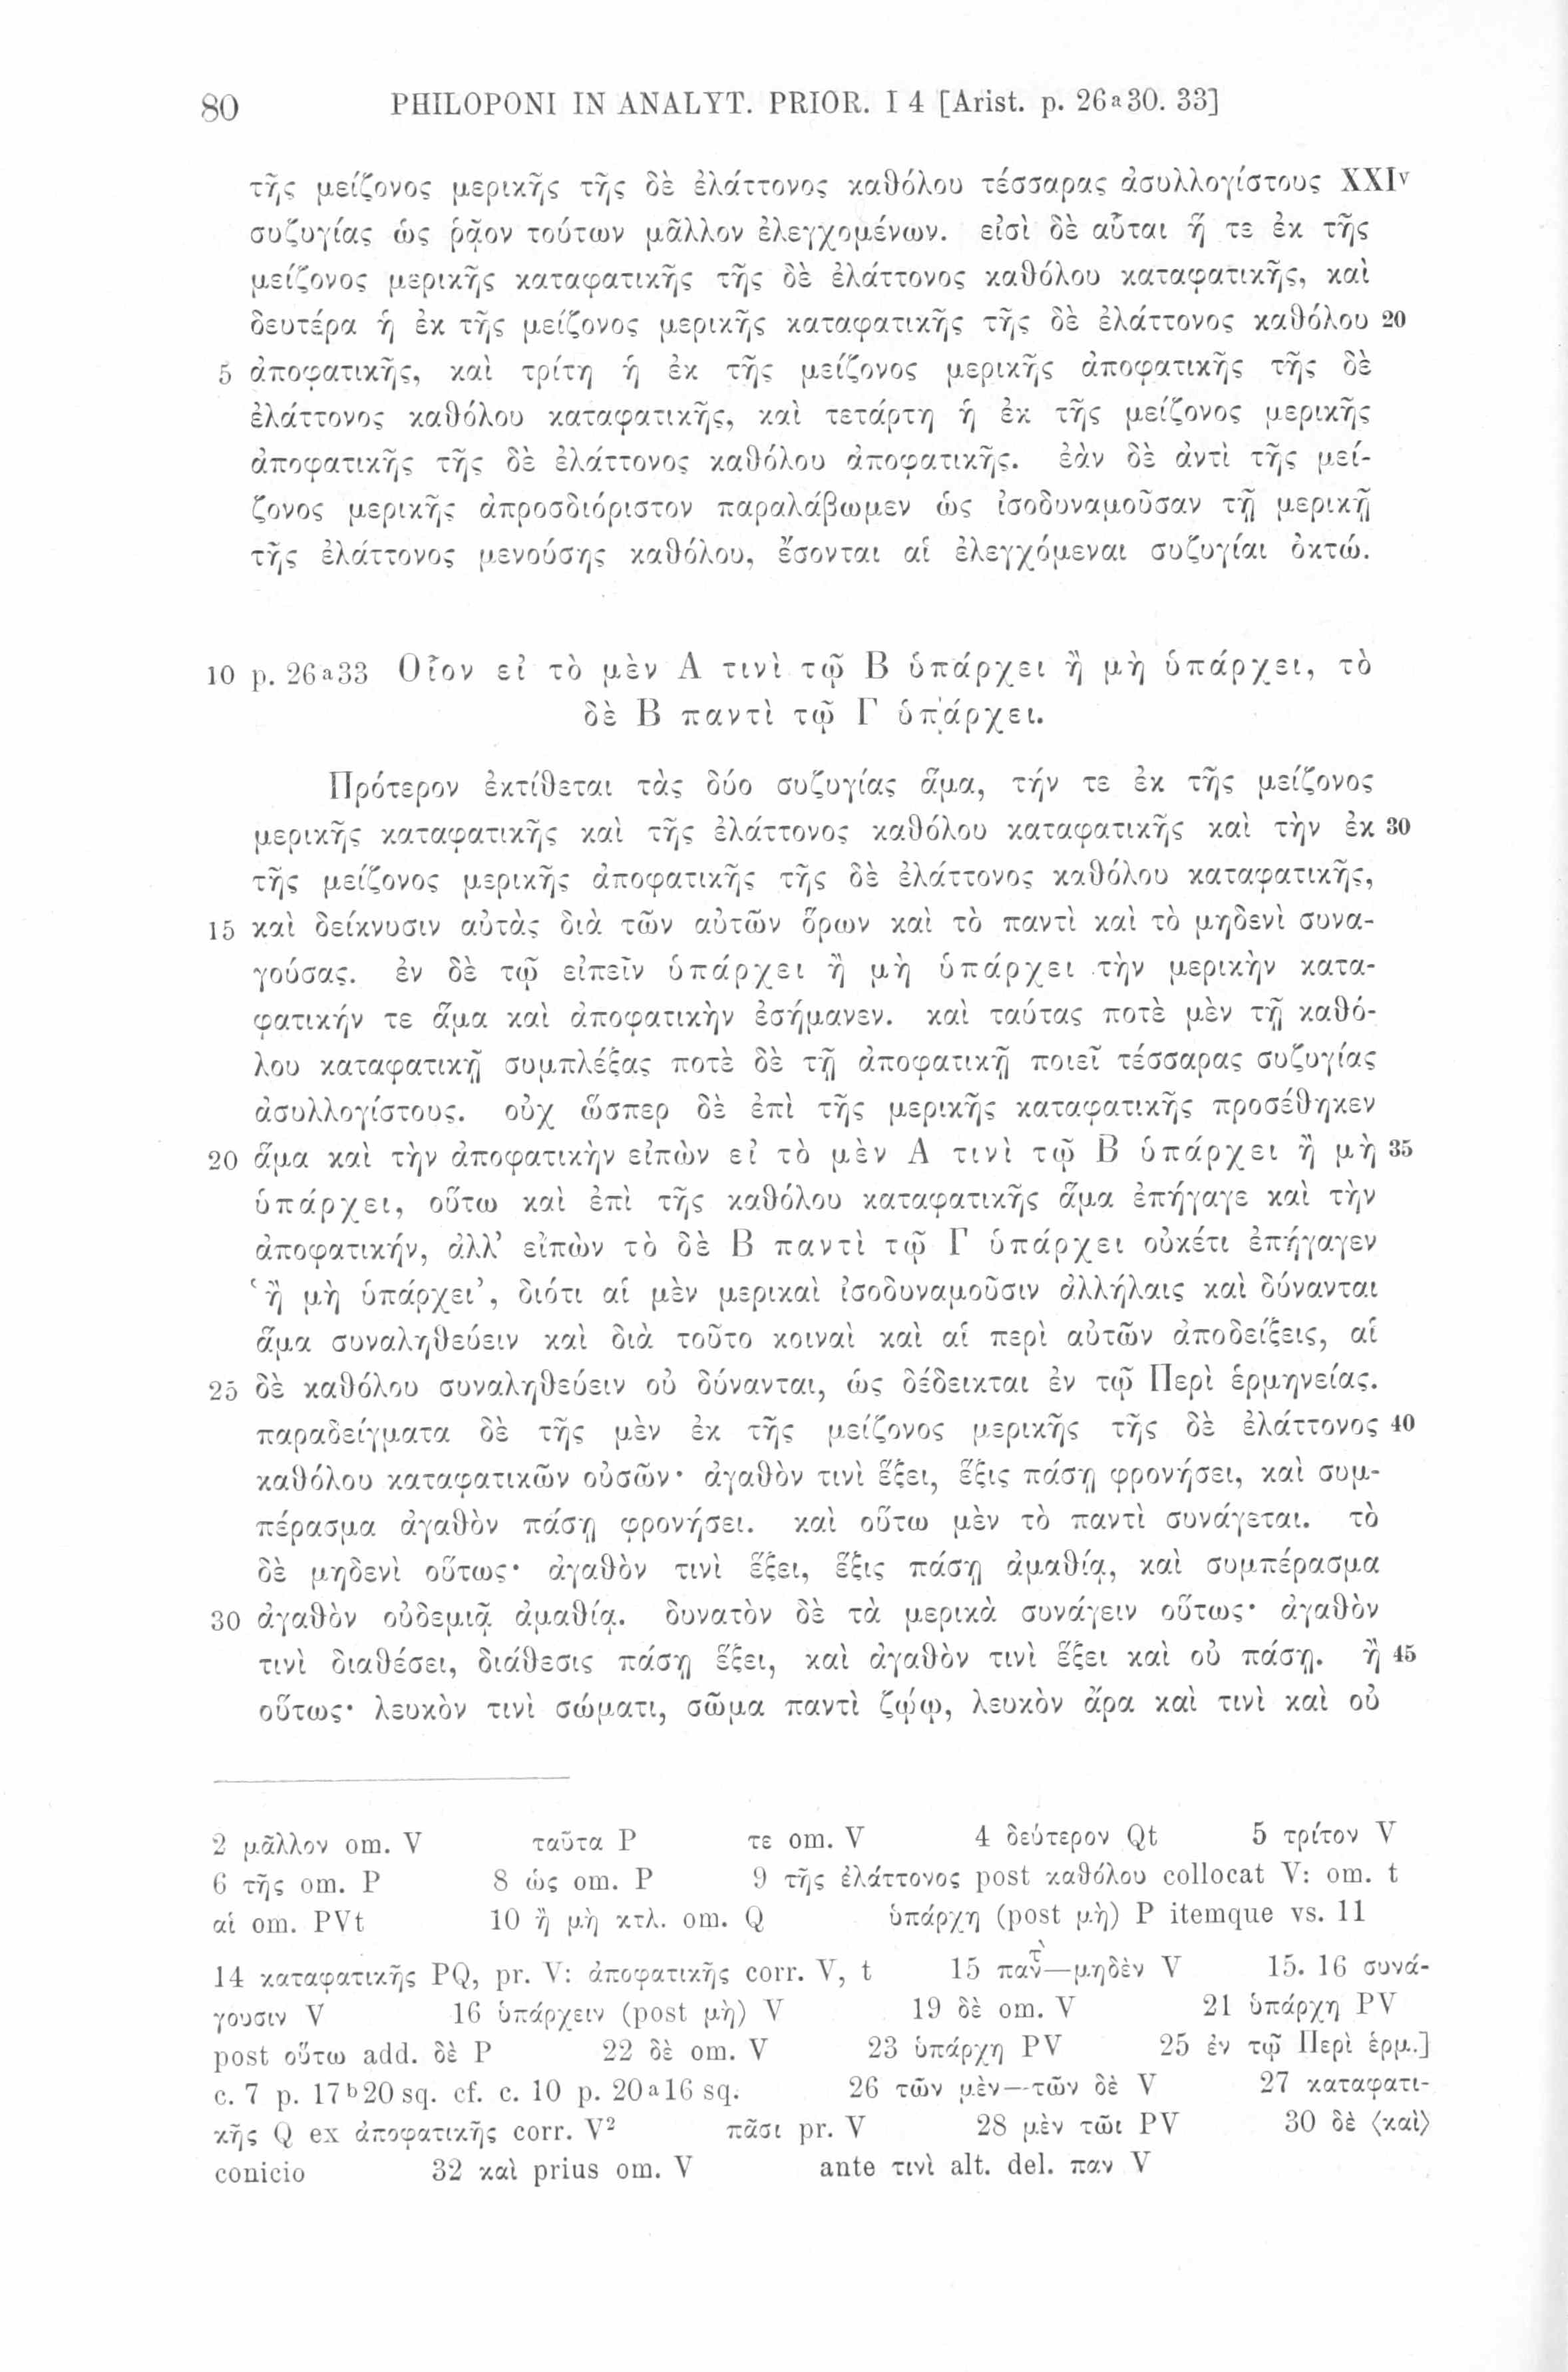 80 PHILOPONI IN ANALYT. PRIOR. I 4 [Arist. p. 26a30. 33]
τῆς μείζονος μερικῆς τῆς δὲ ἐλάττονος καθόλου τέσσαρας ἀσυλλογίστους XXIv
συζυγίας ὡς ῥᾷον τούτων μᾶλλον ἐλεγχομένων. εἰσὶ δὲ αὗται ἥ τε ἐκ τῆς
μείζονος μερικῆς καταφατικῆς τῆς δὲ ἐλάττονος καθόλου καταφατικῆς, καὶ
δευτέρα ἡ ἐκ τῆς μείζονος μερικῆς καταφατικῆς τῆς δὲ ἐλάττονος καθόλου 20
5 ἀποφατικῆς, καὶ τρίτη ἡ ἐκ τῆς μείζονος μερικῆς ἀποφατικῆς τῆς δὲ
ἐλάττονος καθόλου καταφατικῆς, καὶ τετάρτη ἡ ἐκ τῆς μείζονος μερικῆς
ἀποφατικῆς τῆς δὲ ἐλάττονος καθόλου ἀποφατικῆς. ἐὰν δὲ ἀντὶ τῆς μεί-
ζονος μερικῆς ἀπροσδιόριστον παραλάβωμεν ὡς ἰσοδυναμοῦσαν τῇ μερικῇ
τῆς ἐλάττονος μενούσης καθόλου, ἔσονται αἱ ἐλεγχόμεναι συζυγίαι ὀκτώ.
10 p. 26a33 Οἷον εἰ τὸ μὲν Α τινὶ τῷ Β ὑπάρχει ἢ μὴ ὑπάρχει, τὸ
δὲ Β παντὶ τῷ Γ ὑπάρχει.
Πρότερον ἐκτίθεται τὰς δύο συζυγίας ἅμα, τήν τε ἐκ τῆς μείζονος
μερικῆς καταφατικῆς καὶ τῆς ἐλάττονος καθόλου καταφατικῆς καὶ τὴν ἐκ 30
τῆς μείζονος μερικῆς ἀποφατικῆς τῆς δὲ ἐλάττονος καθόλου καταφατικῆς,
15 καὶ δείκνυσιν αὐτὰς διὰ τῶν αὐτῶν ὅρων καὶ τὸ παντὶ καὶ τὸ μηδενὶ συνα-
γούσας. ἐν δὲ τῷ εἰπεῖν ὑπάρχει ἢ μὴ ὑπάρχει τὴν μερικὴν κατα-
φατικήν τε ἅμα καὶ ἀποφατικὴν ἐσήμανεν. καὶ ταύτας ποτὲ μὲν τῇ καθό-
λου καταφατικῇ συμπλέξας ποτὲ δὲ τῇ ἀποφατικῇ ποιεῖ τέσσαρας συζυγίας
ἀσυλλογίστους. οὐχ ὥσπερ δὲ ἐπὶ τῆς μερικῆς καταφατικῆς προσέθηκεν
20 ἅμα καὶ τὴν ἀποφατικὴν εἰπὼν εἰ τὸ μὲν Α τινὶ τῷ Β ὑπάρχει ἢ μὴ 35
ὑπάρχει, οὕτω καὶ ἐπὶ τῆς καθόλου καταφατικῆς ἅμα ἐπήγαγε καὶ τὴν
ἀποφατικήν, ἀλλ’ εἰπὼν τὸ δὲ Β παντὶ τῷ Γ ὑπάρχει οὐκέτι ἐπήγαγεν
‘ἢ μὴ ὑπάρχει’, διότι αἱ μὲν μερικαὶ ἰσοδυναμοῦσιν ἀλλήλαις καὶ δύνανται
ἅμα συναληθεύειν καὶ διὰ τοῦτο κοιναὶ καὶ αἱ περὶ αὐτῶν ἀποδείξεις, αἱ
25 δὲ καθόλου συναληθεύειν οὐ δύνανται, ὡς δέδεικται ἐν τῷ Περὶ ἑρμηνείας.
παραδείγματα δὲ τῆς μὲν ἐκ τῆς μείζονος μερικῆς τῆς δὲ ἐλάττονος 40
καθόλου καταφατικῶν οὐσῶν· ἀγαθὸν τινὶ ἕξει, ἕξις πάσῃ φρονήσει, καὶ συμ-
πέρασμα ἀγαθὸν πάσῃ φρονήσει. καὶ οὕτω μὲν τὸ παντὶ συνάγεται. τὸ
δὲ μηδενὶ οὕτως· ἀγαθὸν τινὶ ἕξει, ἕξις πάσῃ ἀμαθίᾳ, καὶ συμπέρασμα
30 ἀγαθὸν οὐδεμιᾷ ἀμαθίᾳ. δυνατὸν δὲ τὰ μερικὰ συνάγειν οὕτως· ἀγαθὸν
τινὶ διαθέσει, διάθεσις πάσῃ ἕξει, καὶ ἀγαθὸν τινὶ ἕξει καὶ οὐ πάσῃ. ἢ 45
οὕτως· λευκὸν τινὶ σώματι, σῶμα παντὶ ζῴῳ, λευκὸν ἄρα καὶ τινὶ καὶ οὐ
2 μᾶλλον om. V ταῦτα P τε om. V 4 δεύτερον Qt 5 τρίτον V
6 τῆς om. P 8 ὡς om. P 9 τῆς ἐλάττονος post καθόλου collocat V: om. t
αἱ om. PVt 10 ἢ μὴ κτλ. om. Q ὑπάρχη (post μὴ) P itemque vs. 11
14 καταφατικῆς PQ, pr. V: ἀποφατικῆς corr. V, t 15 παντ̀—μηδὲν V 15. 16 συνά-
γουσιν V 16 ὑπάρχειν (post μὴ) V 19 δὲ om. V 21 ὑπάρχη PV
post οὕτω add. δὲ P 22 δὲ om. V 23 ὑπάρχη PV 25 ἐν τῷ Περὶ ἑρμ.]
c. 7 p. 17b20 sq. cf. c. 10 p. 20a16 sq. 26 τῶν μὲν—τῶν δὲ V 27 καταφατι-
κῆς Q ex ἀποφατικῆς corr. V2 πᾶσι pr. V 28 μὲν τῶι PV 30 δὲ ⟨καὶ⟩
conicio 32 καὶ prius om. V ante τινὶ alt. del. παν V